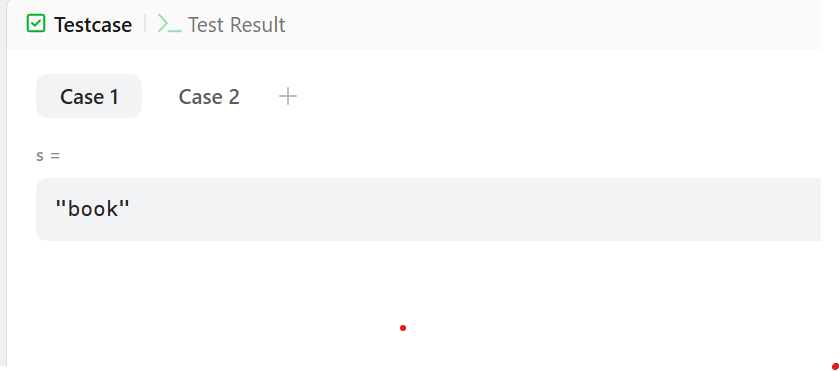 Testcase Test Result
Case 1 Case 2
s =
"book"